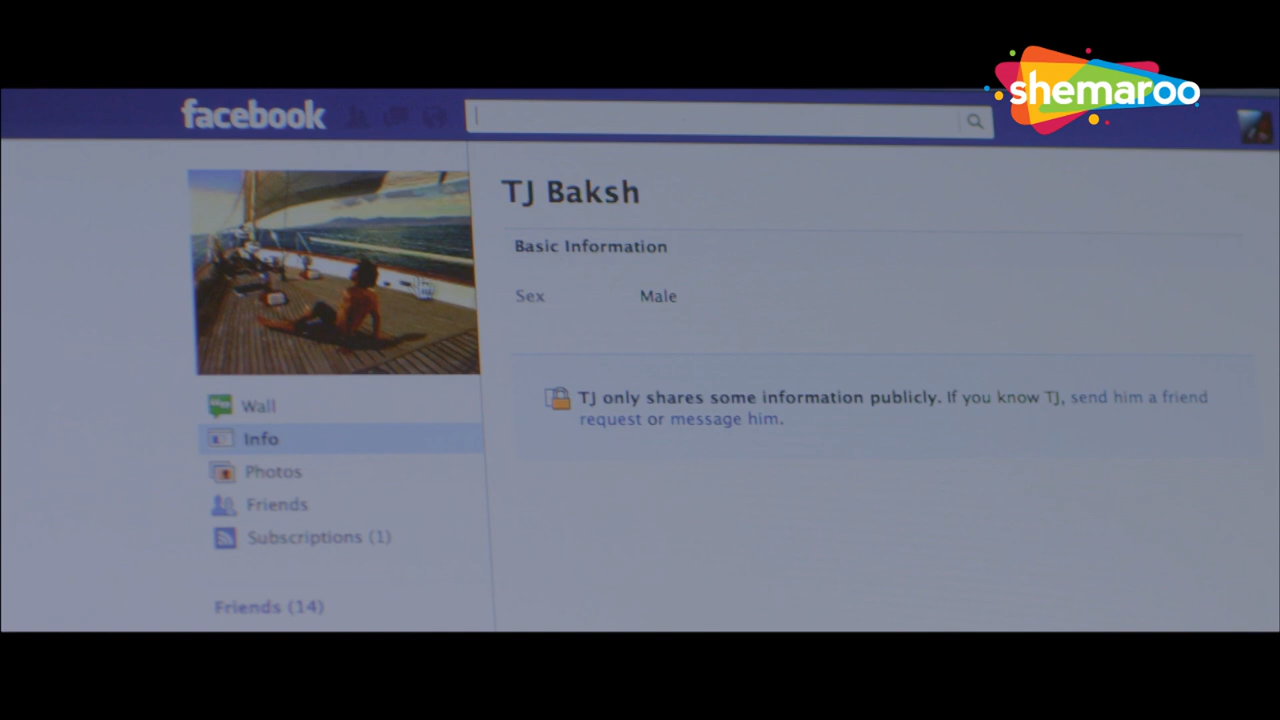 shemaroo
facebook
TJ Baksh
Basic Information
Sex Male
TJ only shares some information publicly. If you know TJ, send him a friend
request or message him.
Wall
Info
Photos
Friends
Subscriptions (1)
Friends (14)